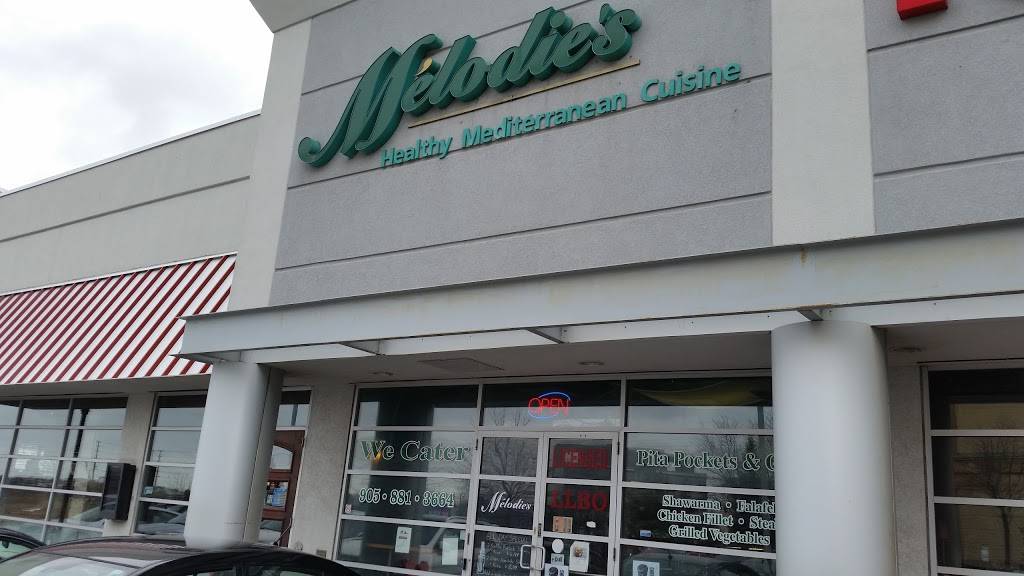 Mélodie's
Healthy Mediterranean Cuisine
OPEN
We Cater
905•881•3664
Mélodie's
LLBO
Pita Pockets &
Shawarma • Falafel
Chicken Fillet •
Grilled Vegetables